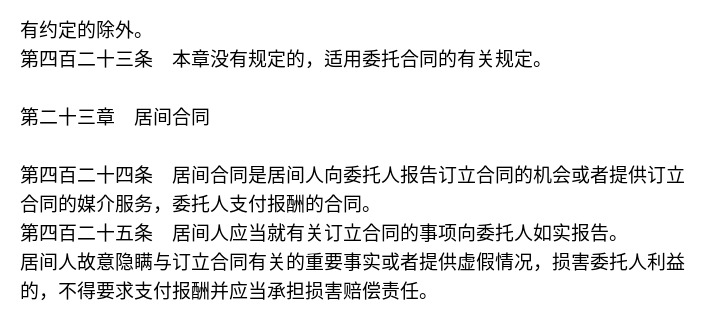 有约定的除外。
第四百二十三条　本章没有规定的，适用委托合同的有关规定。
第二十三章　居间合同
第四百二十四条　居间合同是居间人向委托人报告订立合同的机会或者提供订立
合同的媒介服务，委托人支付报酬的合同。
第四百二十五条　居间人应当就有关订立合同的事项向委托人如实报告。
居间人故意隐瞒与订立合同有关的重要事实或者提供虚假情况，损害委托人利益
的，不得要求支付报酬并应当承担损害赔偿责任。